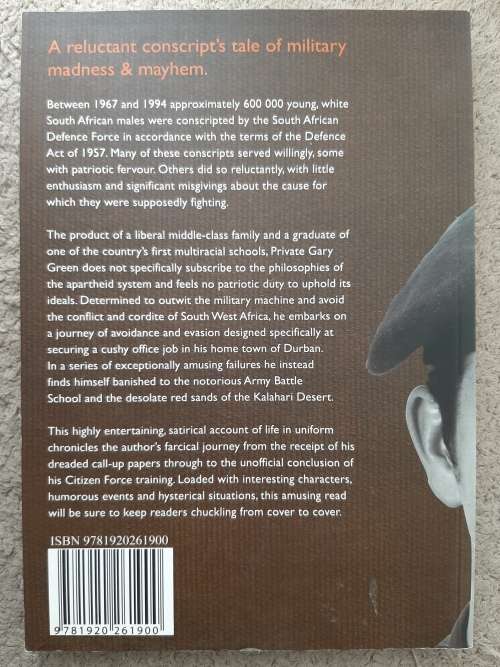 A reluctant conscript's tale of military
madness & mayhem.
Between 1967 and 1994 approximately 600 000 young, white
South African males were conscripted by the South African
Defence Force in accordance with the terms of the Defence
Act of 1957. Many of these conscripts served willingly, some
with patriotic fervour. Others did so reluctantly, with little
enthusiasm and significant misgivings about the cause for
which they were supposedly fighting.
The product of a liberal middle-class family and a graduate of
one of the country's first multiracial schools, Private Gary
Green does not specifically subscribe to the philosophies of
the apartheid system and feels no patriotic duty to uphold its
ideals. Determined to outwit the military machine and avoid
the conflict and cordite of South West Africa, he embarks on
a journey of avoidance and evasion designed specifically at
securing a cushy office job in his home town of Durban.
In a series of exceptionally amusing failures he instead
finds himself banished to the notorious Army Battle
School and the desolate red sands of the Kalahari Desert.
This highly entertaining, satirical account of life in uniform
chronicles the author's farcical journey from the receipt of his
dreaded call-up papers through to the unofficial conclusion of
his Citizen Force training. Loaded with interesting characters,
humorous events and hysterical situations, this amusing read
will be sure to keep readers chuckling from cover to cover.
ISBN 9781920261900
9 781920 261900